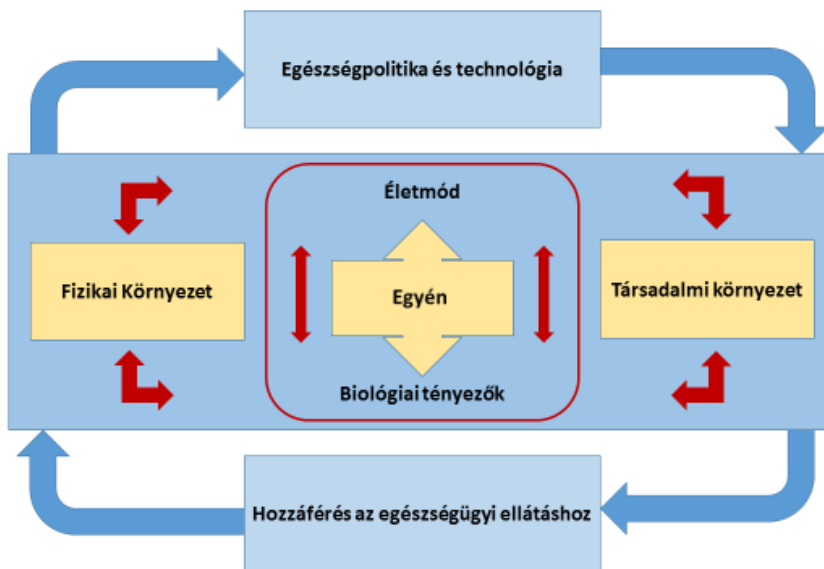 Egészségpolitika és technológia
Életmód
Fizikai Környezet
Egyén
Társadalmi környezet
Biológiai tényezők
Hozzáférés az egészségügyi ellátáshoz